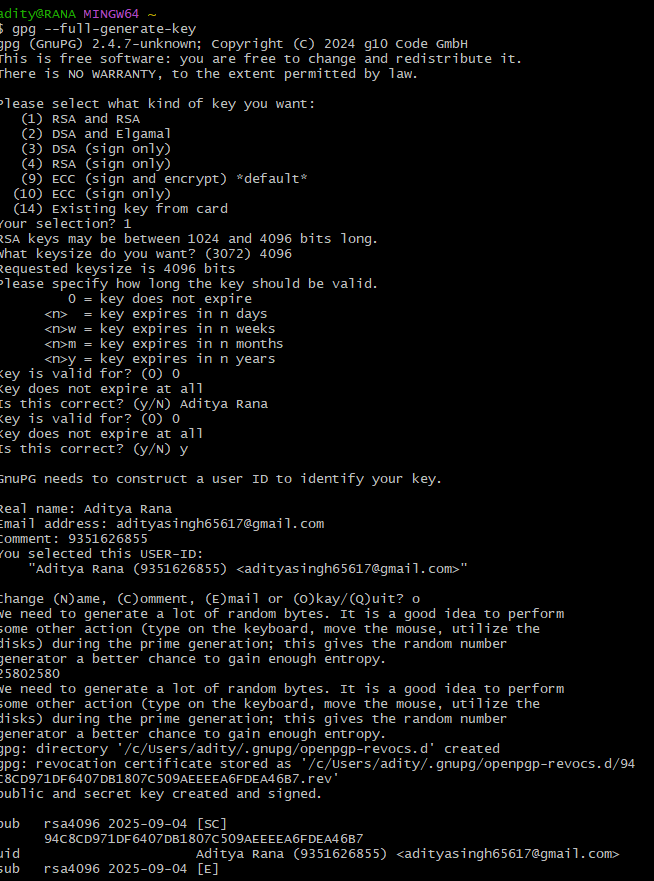 adity@RANA MINGW64 ~
$ gpg --full-generate-key
gpg (GnuPG) 2.4.7-unknown; Copyright (C) 2024 g10 Code GmbH
This is free software: you are free to change and redistribute it.
There is NO WARRANTY, to the extent permitted by law.

Please select what kind of key you want:
   (1) RSA and RSA
   (2) DSA and Elgamal
   (3) DSA (sign only)
   (4) RSA (sign only)
   (9) ECC (sign and encrypt) *default*
  (10) ECC (sign only)
  (14) Existing key from card
Your selection? 1
RSA keys may be between 1024 and 4096 bits long.
What keysize do you want? (3072) 4096
Requested keysize is 4096 bits
Please specify how long the key should be valid.
         0 = key does not expire
      <n>  = key expires in n days
      <n>w = key expires in n weeks
      <n>m = key expires in n months
      <n>y = key expires in n years
Key is valid for? (0) 0
Key does not expire at all
Is this correct? (y/N) Aditya Rana
Key is valid for? (0) 0
Key does not expire at all
Is this correct? (y/N) y

GnuPG needs to construct a user ID to identify your key.

Real name: Aditya Rana
Email address: adityasingh65617@gmail.com
Comment: 9351626855
You selected this USER-ID:
    "Aditya Rana (9351626855) <adityasingh65617@gmail.com>"

Change (N)ame, (C)omment, (E)mail or (O)kay/(Q)uit? o
We need to generate a lot of random bytes. It is a good idea to perform
some other action (type on the keyboard, move the mouse, utilize the
disks) during the prime generation; this gives the random number
generator a better chance to gain enough entropy.
25802580
We need to generate a lot of random bytes. It is a good idea to perform
some other action (type on the keyboard, move the mouse, utilize the
disks) during the prime generation; this gives the random number
generator a better chance to gain enough entropy.
gpg: directory '/c/Users/adity/.gnupg/openpgp-revocs.d' created
gpg: revocation certificate stored as '/c/Users/adity/.gnupg/openpgp-revocs.d/94
C8CD971DF6407DB1807C509AEEEEA6FDEA46B7.rev'
public and secret key created and signed.

pub   rsa4096 2025-09-04 [SC]
      94C8CD971DF6407DB1807C509AEEEEA6FDEA46B7
uid                      Aditya Rana (9351626855) <adityasingh65617@gmail.com>
sub   rsa4096 2025-09-04 [E]